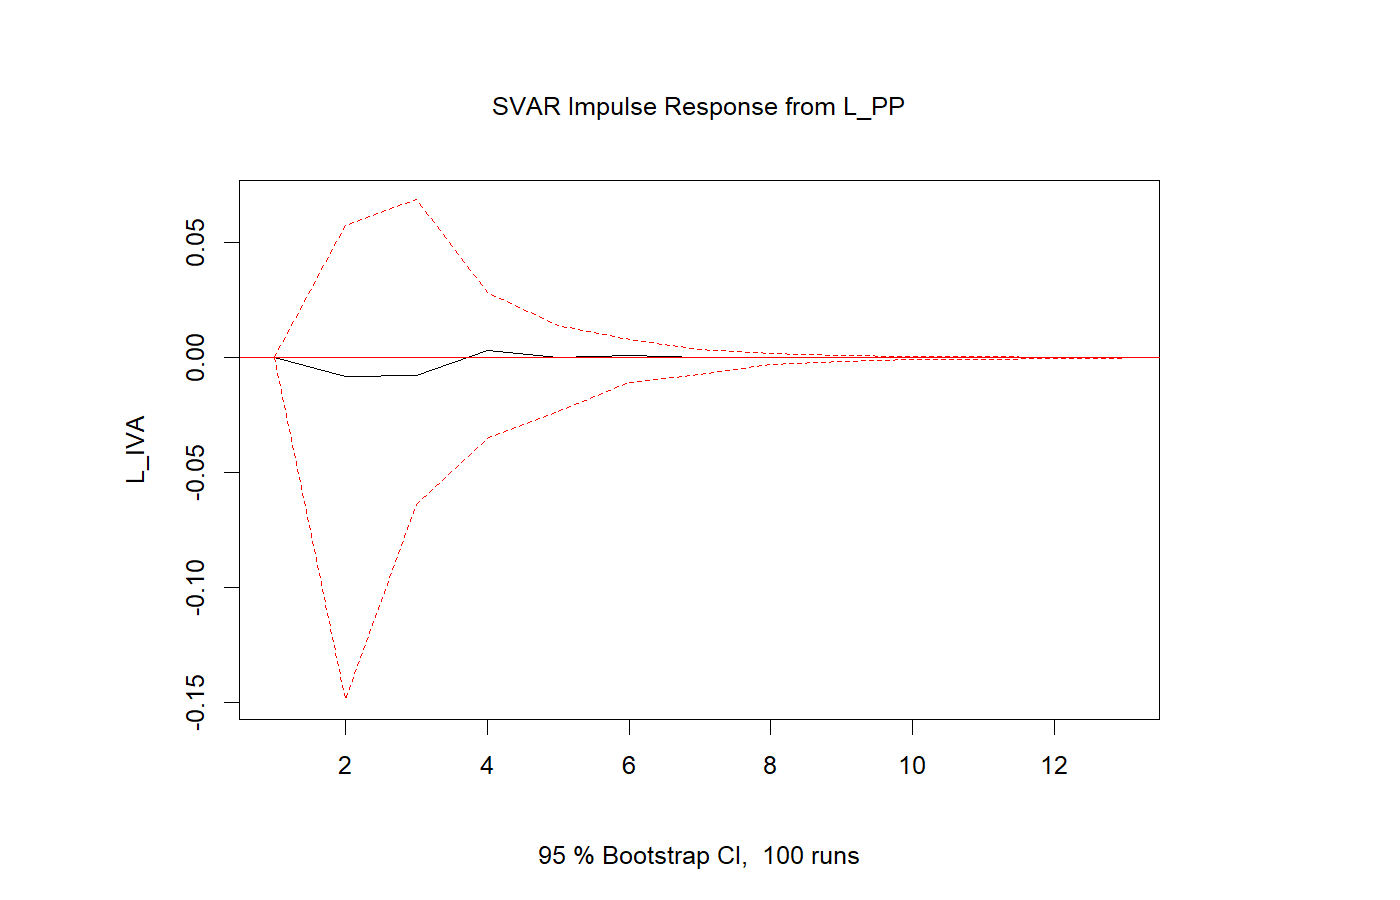 SVAR Impulse Response from L_PP
L_IVA
0.05
0.00
-0.05
-0.10
-0.15
2 4 6 8 10 12
95 % Bootstrap CI,  100 runs